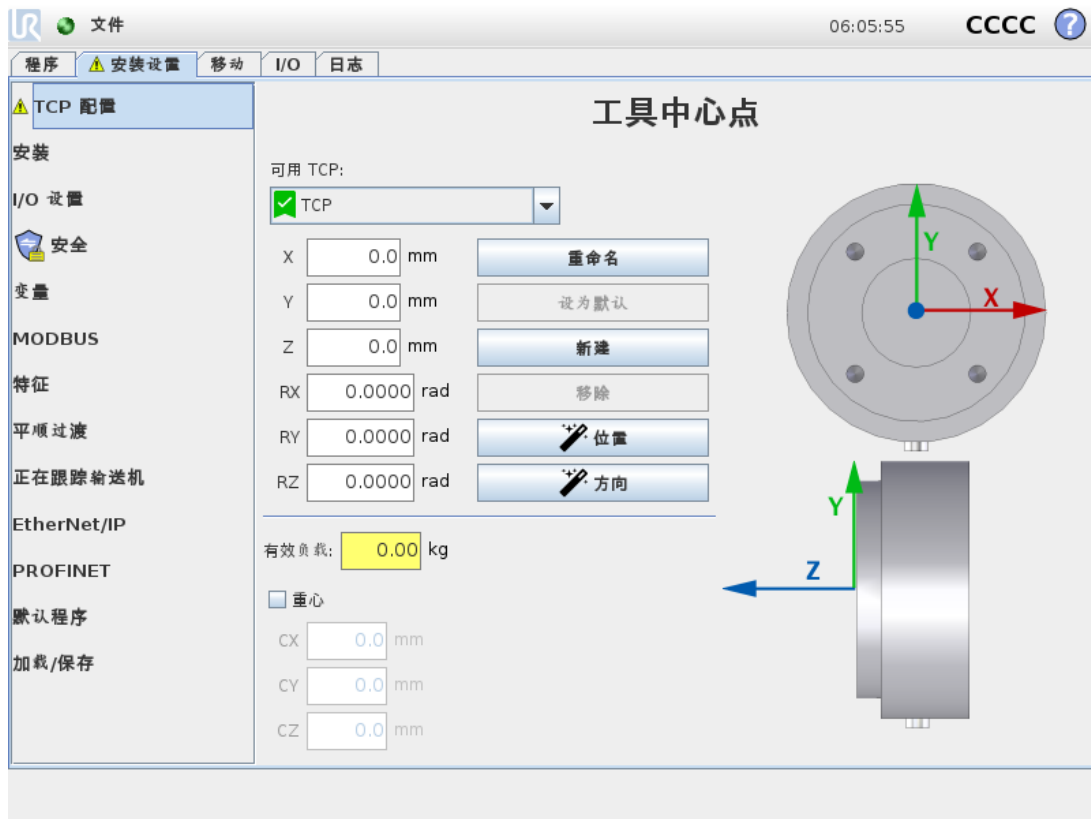 UR 文件 06:05:55 CCCC ?
程序 安装设置 移动 I/O 日志
TCP 配置
安装
I/O 设置
安全
变量
MODBUS
特征
平顺过渡
正在跟踪输送机
EtherNet/IP
PROFINET
默认程序
加载/保存
工具中心点
可用 TCP:
TCP
X 0.0 mm 重命名
Y 0.0 mm 设为默认
Z 0.0 mm 新建
RX 0.0000 rad 移除
RY 0.0000 rad 位置
RZ 0.0000 rad 方向
有效负载: 0.00 kg
重心
CX 0.0 mm
CY 0.0 mm
CZ 0.0 mm
Y
X
Y
Z